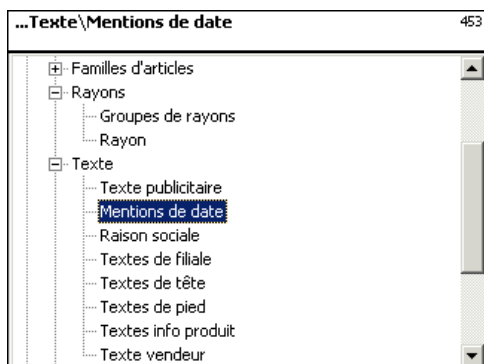 ...Texte\Mentions de date 453
Familles d'articles
Rayons
Groupes de rayons
Rayon
Texte
Texte publicitaire
Mentions de date
Raison sociale
Textes de filiale
Textes de tête
Textes de pied
Textes info produit
Texte vendeur